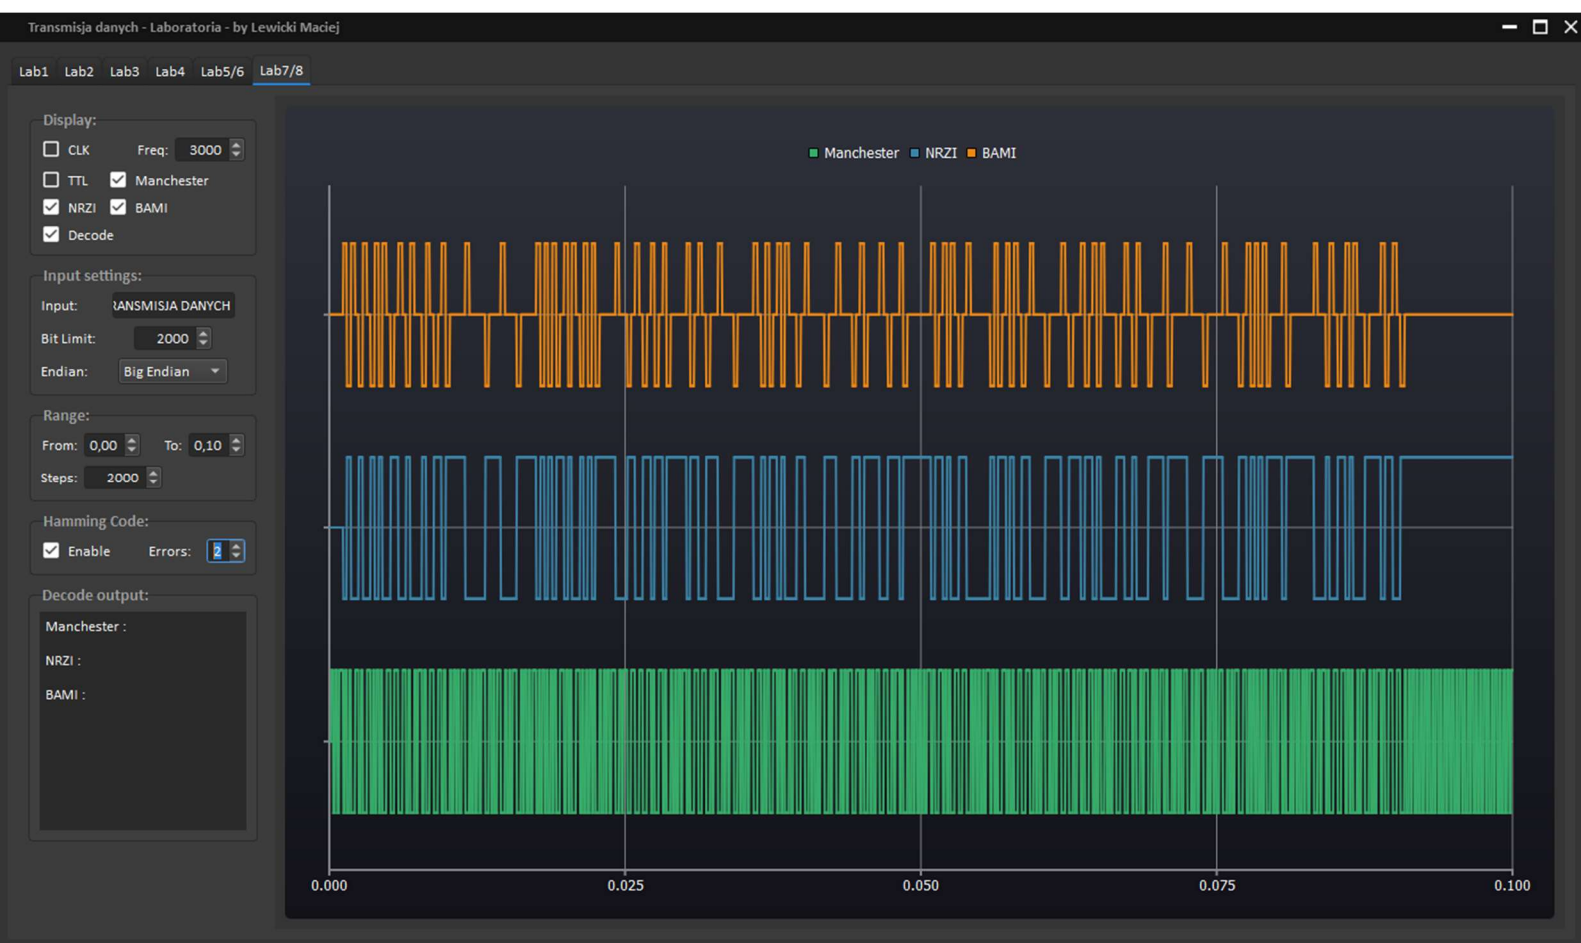 Transmisja danych - Laboratoria - by Lewicki Maciej
Lab1 Lab2 Lab3 Lab4 Lab5/6 Lab7/8
Display:
CLK Freq: 3000
TTL Manchester
NRZI BAMI
Decode
Input settings:
Input: RANSMISJA DANYCH
Bit Limit: 2000
Endian: Big Endian
Range:
From: 0,00 To: 0,10
Steps: 2000
Hamming Code:
Enable Errors: 2
Decode output:
Manchester :
NRZI :
BAMI :
Manchester NRZI BAMI
0.000 0.025 0.050 0.075 0.100